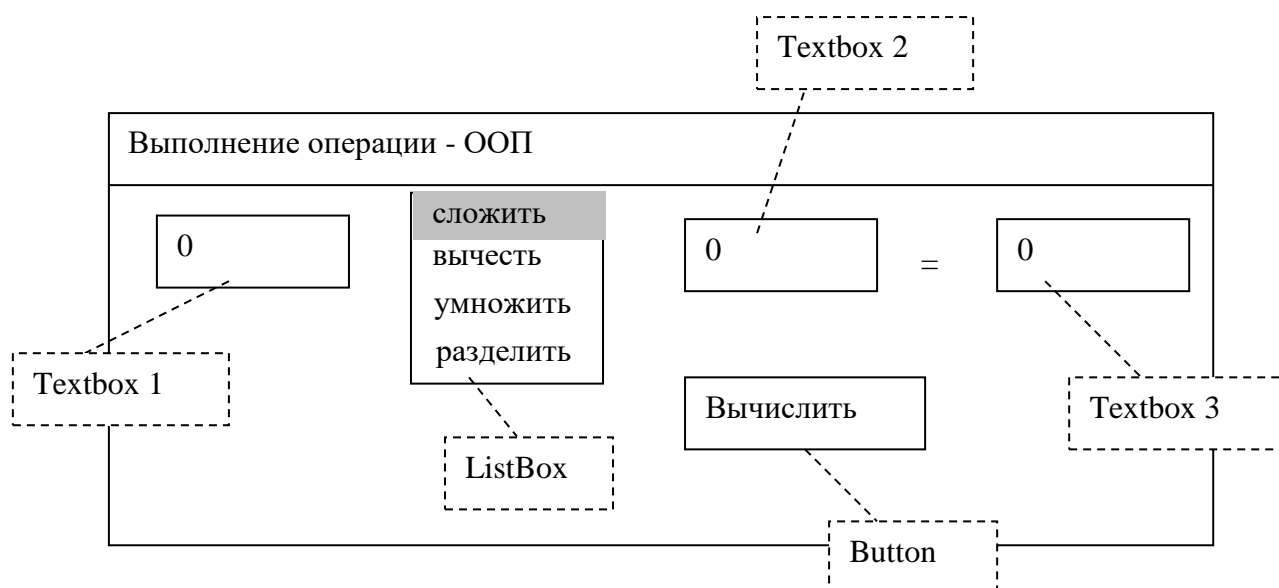 Textbox 2
Выполнение операции - ООП
0
сложить
вычесть
умножить
разделить
0
=
0
Textbox 1
Вычислить
Textbox 3
ListBox
Button